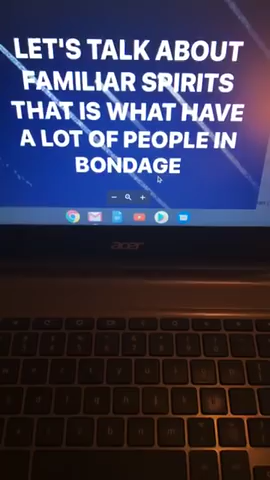 LET'S TALK ABOUT
FAMILIAR SPIRITS
THAT IS WHAT HAVE
A LOT OF PEOPLE IN
BONDAGE
acer